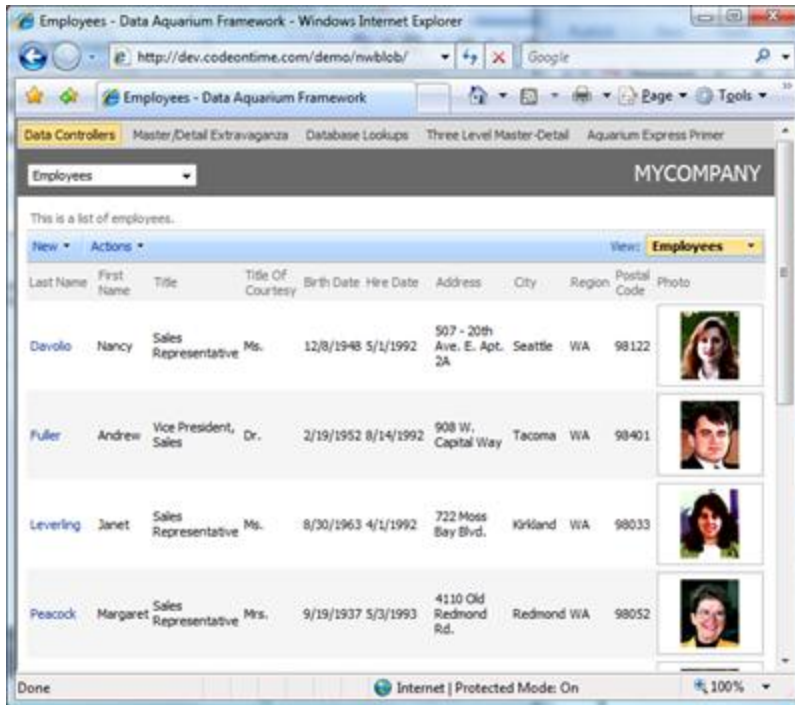 Employees - Data Aquarium Framework - Windows Internet Explorer
http://dev.codeontime.com/demo/nwblob/
Google
Employees - Data Aquarium Framework
Page Tools
Data Controllers Master/Detail Extravaganza Database Lookups Three Level Master-Detail Aquarium Express Primer
Employees
MYCOMPANY
This is a list of employees.
New Actions View: Employees
Last Name First Name Title Title Of Courtesy Birth Date Hire Date Address City Region Postal Code Photo
Davolio Nancy Sales Representative Ms. 12/8/1948 5/1/1992 507 - 20th Ave. E. Apt. 2A Seattle WA 98122
Fuller Andrew Vice President, Sales Dr. 2/19/1952 8/14/1992 908 W. Capital Way Tacoma WA 98401
Leverling Janet Sales Representative Ms. 8/30/1963 4/1/1992 722 Moss Bay Blvd. Kirkland WA 98033
Peacock Margaret Sales Representative Mrs. 9/19/1937 5/3/1993 4110 Old Redmond Rd. Redmond WA 98052
Done
Internet | Protected Mode: On
100%